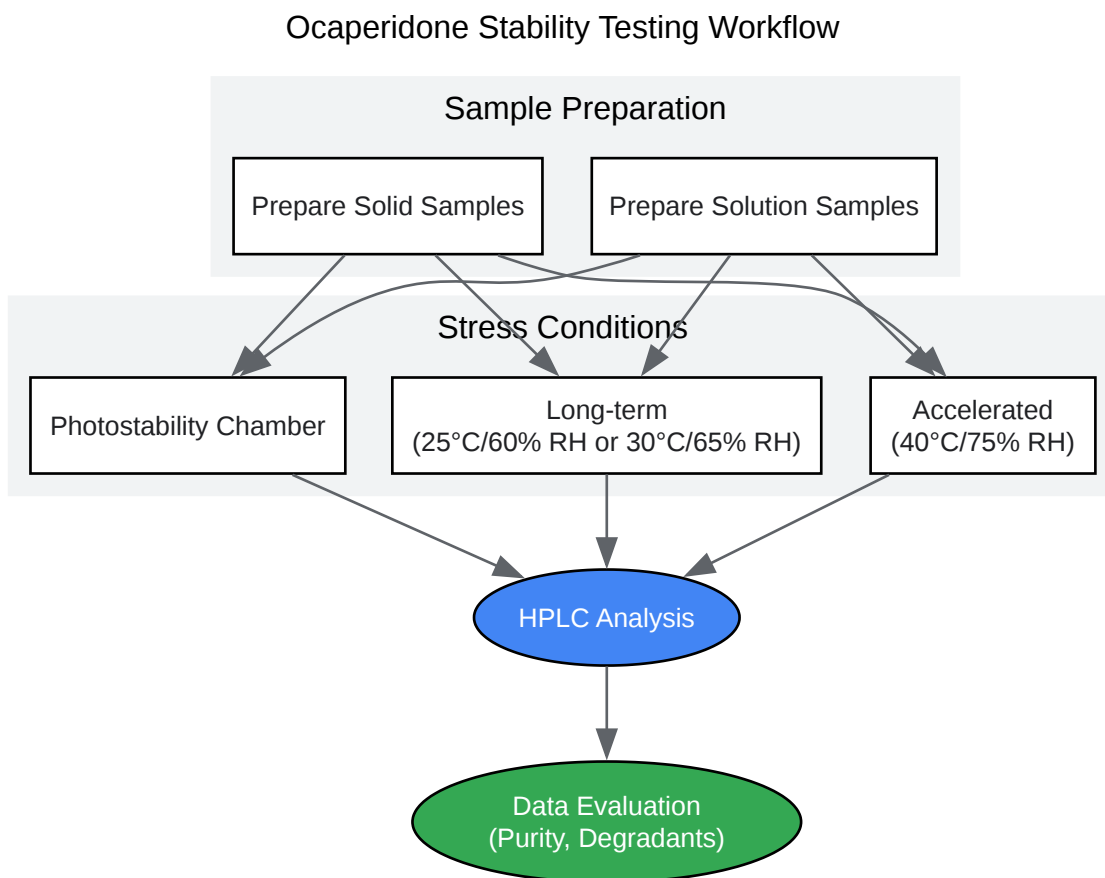 Ocaperidone Stability Testing Workflow
Sample Preparation
Prepare Solid Samples
Prepare Solution Samples
Stress Conditions
Photostability Chamber
Long-term
(25°C/60% RH or 30°C/65% RH)
Accelerated
(40°C/75% RH)
HPLC Analysis
Data Evaluation
(Purity, Degradants)